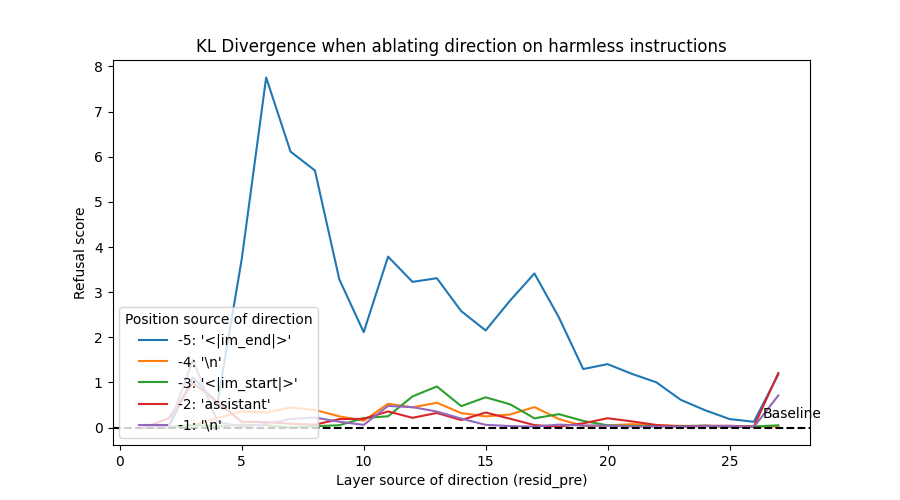 KL Divergence when ablating direction on harmless instructions
8
7
6
5
4
3
2
1
0
Refusal score
Position source of direction
-5: '<|im_end|>'
-4: '\n'
-3: '<|im_start|>'
-2: 'assistant'
-1: '\n'
Baseline
0 5 10 15 20 25
Layer source of direction (resid_pre)